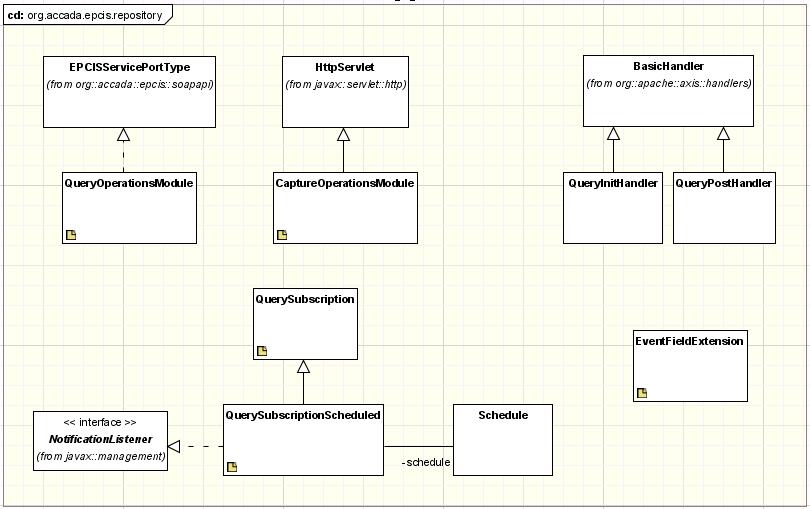 cd: org.accada.epcis.repository
EPCISServicePortType
(from org::accada::epcis::soapapi)
HttpServlet
(from javax::servlet::http)
BasicHandler
(from org::apache::axis::handlers)
QueryOperationsModule
CaptureOperationsModule
QueryInitHandler
QueryPostHandler
QuerySubscription
EventFieldExtension
<< interface >>
NotificationListener
(from javax::management)
QuerySubscriptionScheduled
-schedule
Schedule